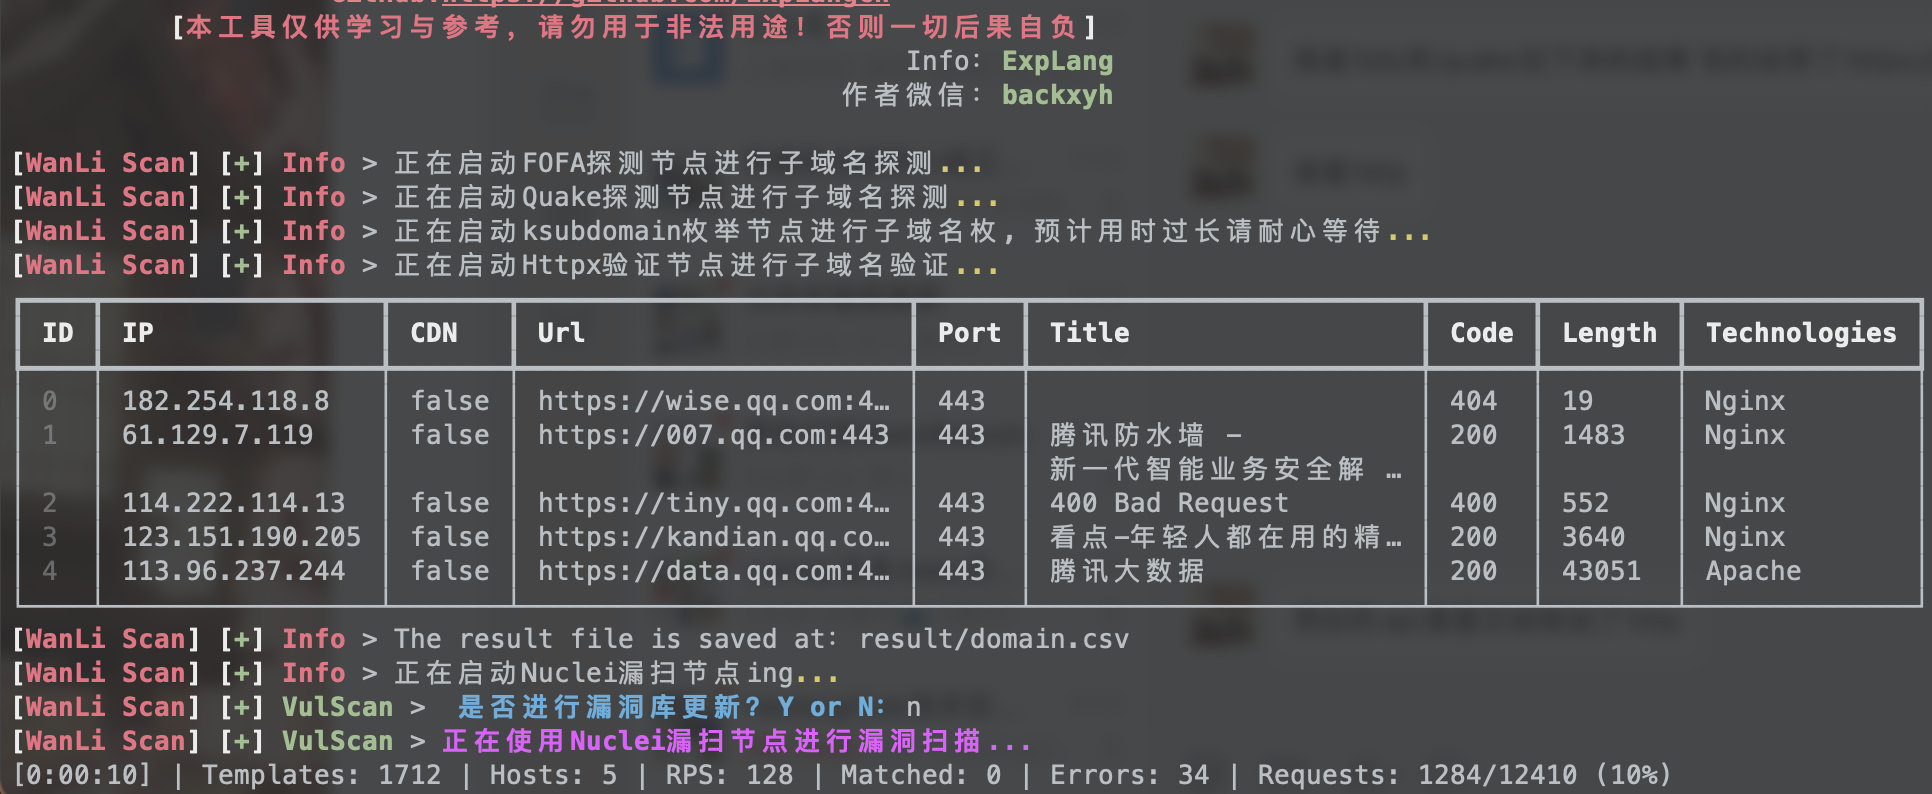 [本工具仅供学习与参考，请勿用于非法用途！否则一切后果自负]
Info: ExpLang
作者微信: backxyh
[WanLi Scan] [+] Info > 正在启动FOFA探测节点进行子域名探测...
[WanLi Scan] [+] Info > 正在启动Quake探测节点进行子域名探测...
[WanLi Scan] [+] Info > 正在启动ksubdomain枚举节点进行子域名枚，预计用时过长请耐心等待...
[WanLi Scan] [+] Info > 正在启动Httpx验证节点进行子域名验证...
ID IP CDN Url Port Title Code Length Technologies
0 182.254.118.8 false https://wise.qq.com:4… 443 404 19 Nginx
1 61.129.7.119 false https://007.qq.com:443 443 腾讯防水墙 – 200 1483 Nginx
新一代智能业务安全解 …
2 114.222.114.13 false https://tiny.qq.com:4… 443 400 Bad Request 400 552 Nginx
3 123.151.190.205 false https://kandian.qq.co… 443 看点-年轻人都在用的精… 200 3640 Nginx
4 113.96.237.244 false https://data.qq.com:4… 443 腾讯大数据 200 43051 Apache
[WanLi Scan] [+] Info > The result file is saved at: result/domain.csv
[WanLi Scan] [+] Info > 正在启动Nuclei漏扫节点ing...
[WanLi Scan] [+] VulScan > 是否进行漏洞库更新? Y or N: n
[WanLi Scan] [+] VulScan > 正在使用Nuclei漏扫节点进行漏洞扫描...
[0:00:10] | Templates: 1712 | Hosts: 5 | RPS: 128 | Matched: 0 | Errors: 34 | Requests: 1284/12410 (10%)